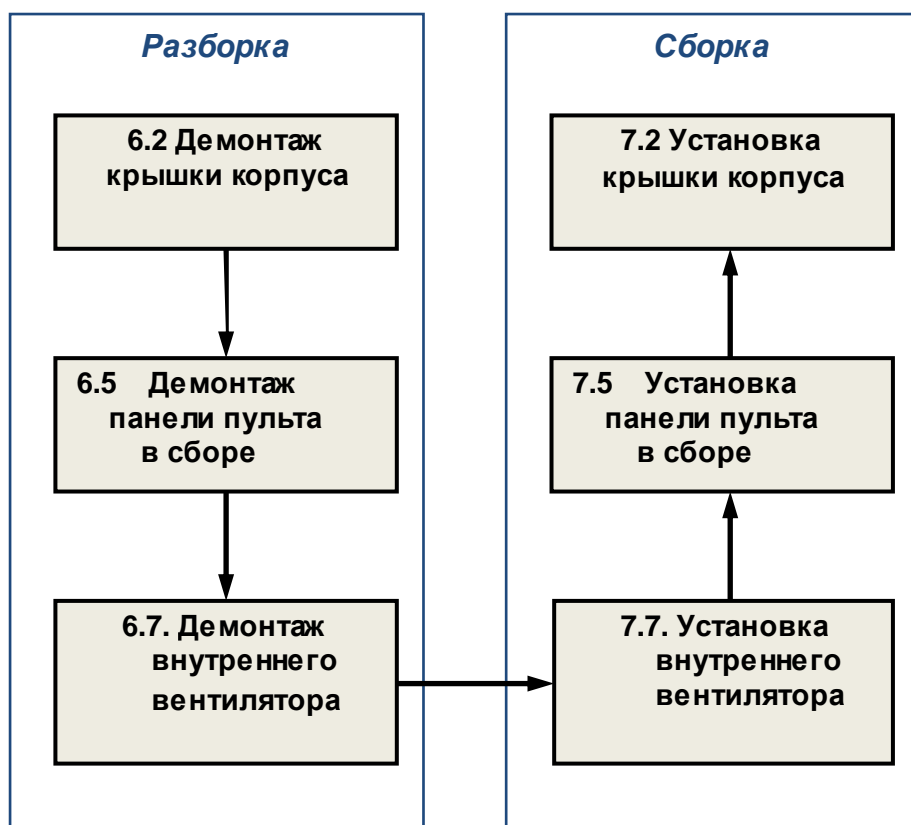 Разборка
6.2 Демонтаж
крышки корпуса
6.5 Демонтаж
панели пульта
в сборе
6.7. Демонтаж
внутреннего
вентилятора
Сборка
7.2 Установка
крышки корпуса
7.5 Установка
панели пульта
в сборе
7.7. Установка
внутреннего
вентилятора